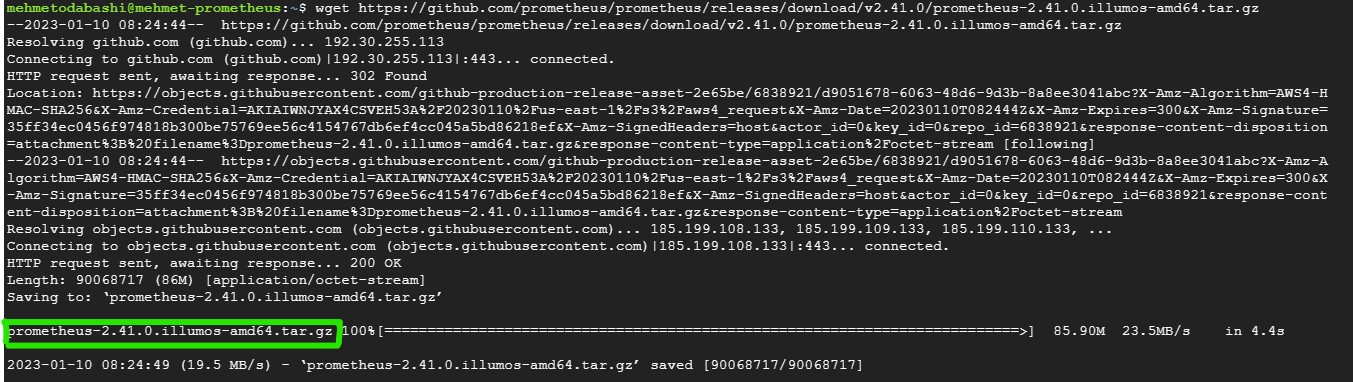 mehmetodabashi@mehmet-prometheus:~$ wget https://github.com/prometheus/prometheus/releases/download/v2.41.0/prometheus-2.41.0.illumos-amd64.tar.gz
--2023-01-10 08:24:44--  https://github.com/prometheus/prometheus/releases/download/v2.41.0/prometheus-2.41.0.illumos-amd64.tar.gz
Resolving github.com (github.com)... 192.30.255.113
Connecting to github.com (github.com)|192.30.255.113|:443... connected.
HTTP request sent, awaiting response... 302 Found
Location: https://objects.githubusercontent.com/github-production-release-asset-2e65be/6838921/d9051678-6063-48d6-9d3b-8a8ee3041abc?X-Amz-Algorithm=AWS4-H
MAC-SHA256&X-Amz-Credential=AKIAIWNJYAX4CSVEH53A%2F20230110%2Fus-east-1%2Fs3%2Faws4_request&X-Amz-Date=20230110T082444Z&X-Amz-Expires=300&X-Amz-Signature=
35ff34ec0456f974818b300be75769ee56c4154767db6ef4cc045a5bd86218ef&X-Amz-SignedHeaders=host&actor_id=0&key_id=0&repo_id=6838921&response-content-disposition
=attachment%3B%20filename%3Dprometheus-2.41.0.illumos-amd64.tar.gz&response-content-type=application%2Foctet-stream [following]
--2023-01-10 08:24:44--  https://objects.githubusercontent.com/github-production-release-asset-2e65be/6838921/d9051678-6063-48d6-9d3b-8a8ee3041abc?X-Amz-A
lgorithm=AWS4-HMAC-SHA256&X-Amz-Credential=AKIAIWNJYAX4CSVEH53A%2F20230110%2Fus-east-1%2Fs3%2Faws4_request&X-Amz-Date=20230110T082444Z&X-Amz-Expires=300&X
-Amz-Signature=35ff34ec0456f974818b300be75769ee56c4154767db6ef4cc045a5bd86218ef&X-Amz-SignedHeaders=host&actor_id=0&key_id=0&repo_id=6838921&response-cont
ent-disposition=attachment%3B%20filename%3Dprometheus-2.41.0.illumos-amd64.tar.gz&response-content-type=application%2Foctet-stream
Resolving objects.githubusercontent.com (objects.githubusercontent.com)... 185.199.108.133, 185.199.109.133, 185.199.110.133, ...
Connecting to objects.githubusercontent.com (objects.githubusercontent.com)|185.199.108.133|:443... connected.
HTTP request sent, awaiting response... 200 OK
Length: 90068717 (86M) [application/octet-stream]
Saving to: ‘prometheus-2.41.0.illumos-amd64.tar.gz’
prometheus-2.41.0.illumos-amd64.tar.gz 100%[===========================================================================>]  85.90M  23.5MB/s    in 4.4s
2023-01-10 08:24:49 (19.5 MB/s) - ‘prometheus-2.41.0.illumos-amd64.tar.gz’ saved [90068717/90068717]